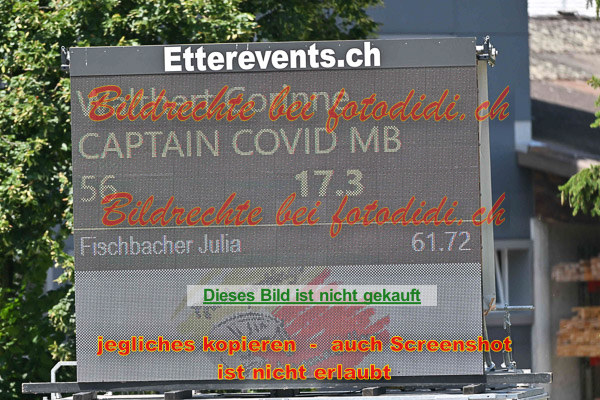 Etterevents.ch
Corinne
Bildrechte bei fotodidi.ch
CAPTAIN COVID MB
56 17.3
Bildrechte bei fotodidi.ch
Fischbacher Julia 61.72
Dieses Bild ist nicht gekauft
jegliches kopieren - auch Screenshot
ist nicht erlaubt